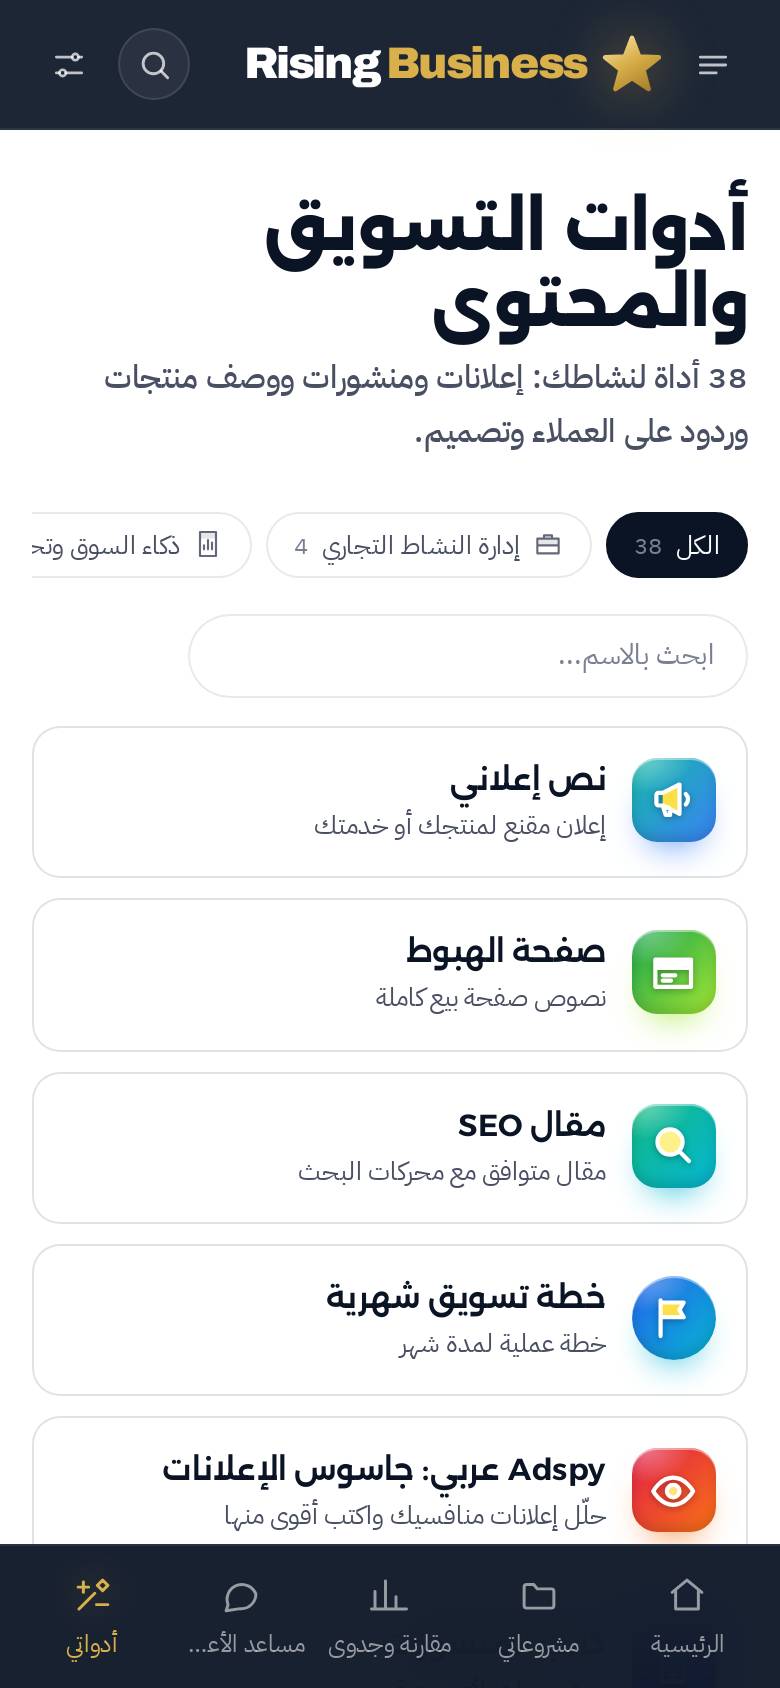 Rising Business
أدوات التسويق
والمحتوى
38 أداة لنشاطك: إعلانات ومنشورات ووصف منتجات
وردود على العملاء وتصميم.
الكل 38
إدارة النشاط التجاري 4
ذكاء السوق وتح
ابحث بالاسم...
نص إعلاني
إعلان مقنع لمنتجك أو خدمتك
صفحة الهبوط
نصوص صفحة بيع كاملة
مقال SEO
مقال متوافق مع محركات البحث
خطة تسويق شهرية
خطة عملية لمدة شهر
Adspy عربي: جاسوس الإعلانات
حلّل إعلانات منافسيك واكتب أقوى منها
الرئيسية
مشروعاتي
مقارنة وجدوى
مساعد الأع...
أدواتي